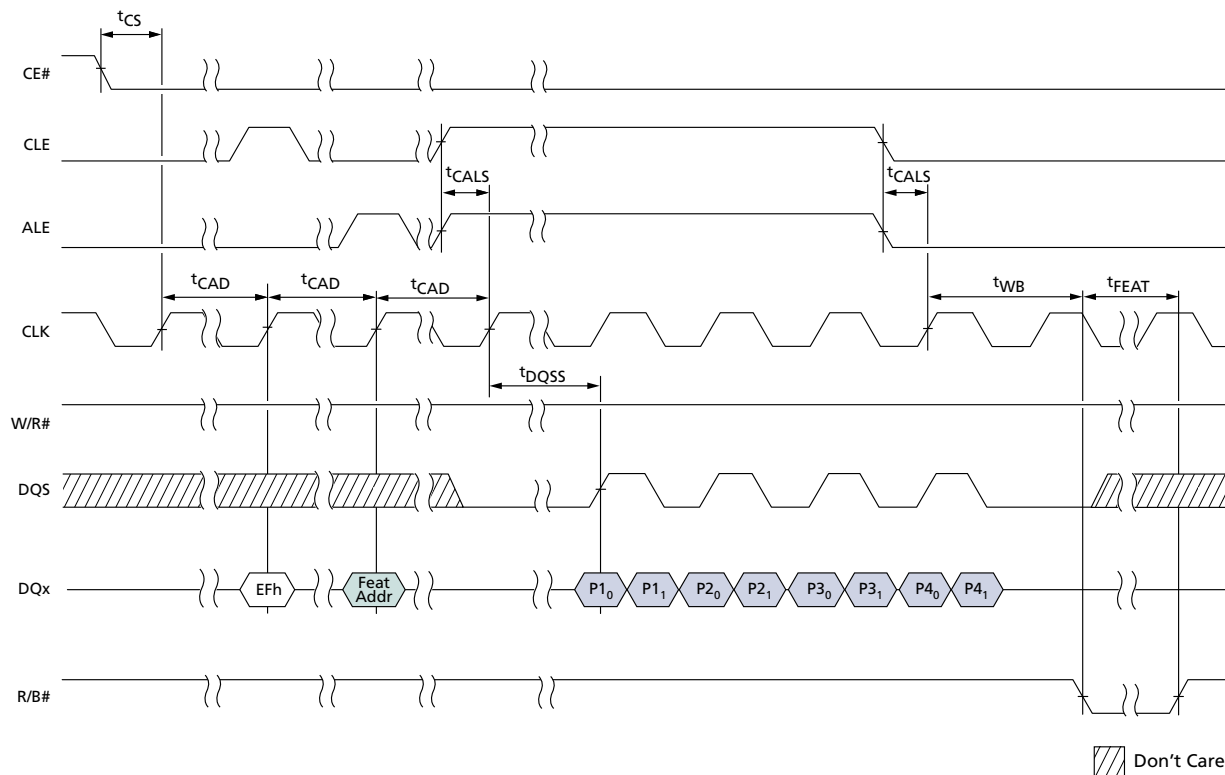 tCS
CE#
CLE
tCALS tCALS
ALE
tCAD tCAD tCAD tWB tFEAT
CLK
tDQSS
W/R#
DQS
DQx EFh Feat Addr P1₀ P1₁ P2₀ P2₁ P3₀ P3₁ P4₀ P4₁
R/B#
Don't Care